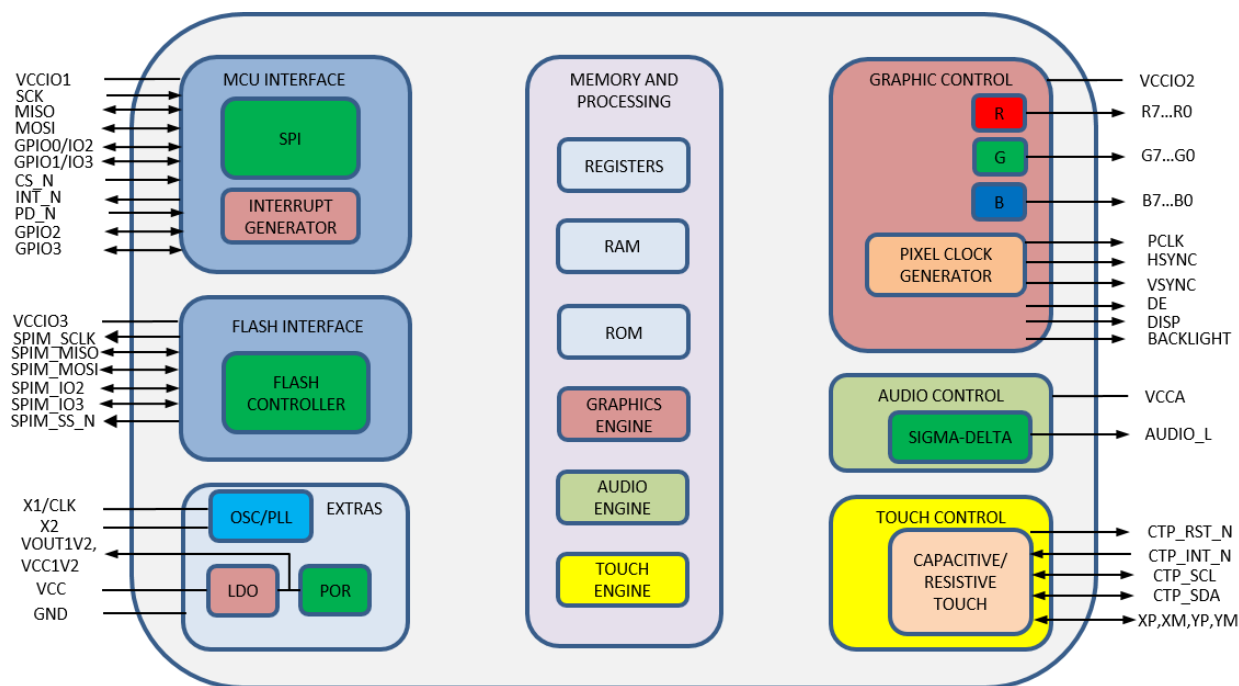 VCCIO1
SCK
MISO
MOSI
GPIO0/IO2
GPIO1/IO3
CS_N
INT_N
PD_N
GPIO2
GPIO3
MCU INTERFACE
SPI
INTERRUPT
GENERATOR
VCCIO3
SPIM_SCLK
SPIM_MISO
SPIM_MOSI
SPIM_IO2
SPIM_IO3
SPIM_SS_N
FLASH INTERFACE
FLASH
CONTROLLER
X1/CLK
X2
VOUT1V2,
VCC1V2
VCC
GND
OSC/PLL
EXTRAS
LDO
POR
MEMORY AND
PROCESSING
REGISTERS
RAM
ROM
GRAPHICS
ENGINE
AUDIO
ENGINE
TOUCH
ENGINE
GRAPHIC CONTROL
R
G
B
PIXEL CLOCK
GENERATOR
VCCIO2
R7...R0
G7...G0
B7...B0
PCLK
HSYNC
VSYNC
DE
DISP
BACKLIGHT
AUDIO CONTROL
SIGMA-DELTA
VCCA
AUDIO_L
TOUCH CONTROL
CAPACITIVE/
RESISTIVE
TOUCH
CTP_RST_N
CTP_INT_N
CTP_SCL
CTP_SDA
XP,XM,YP,YM